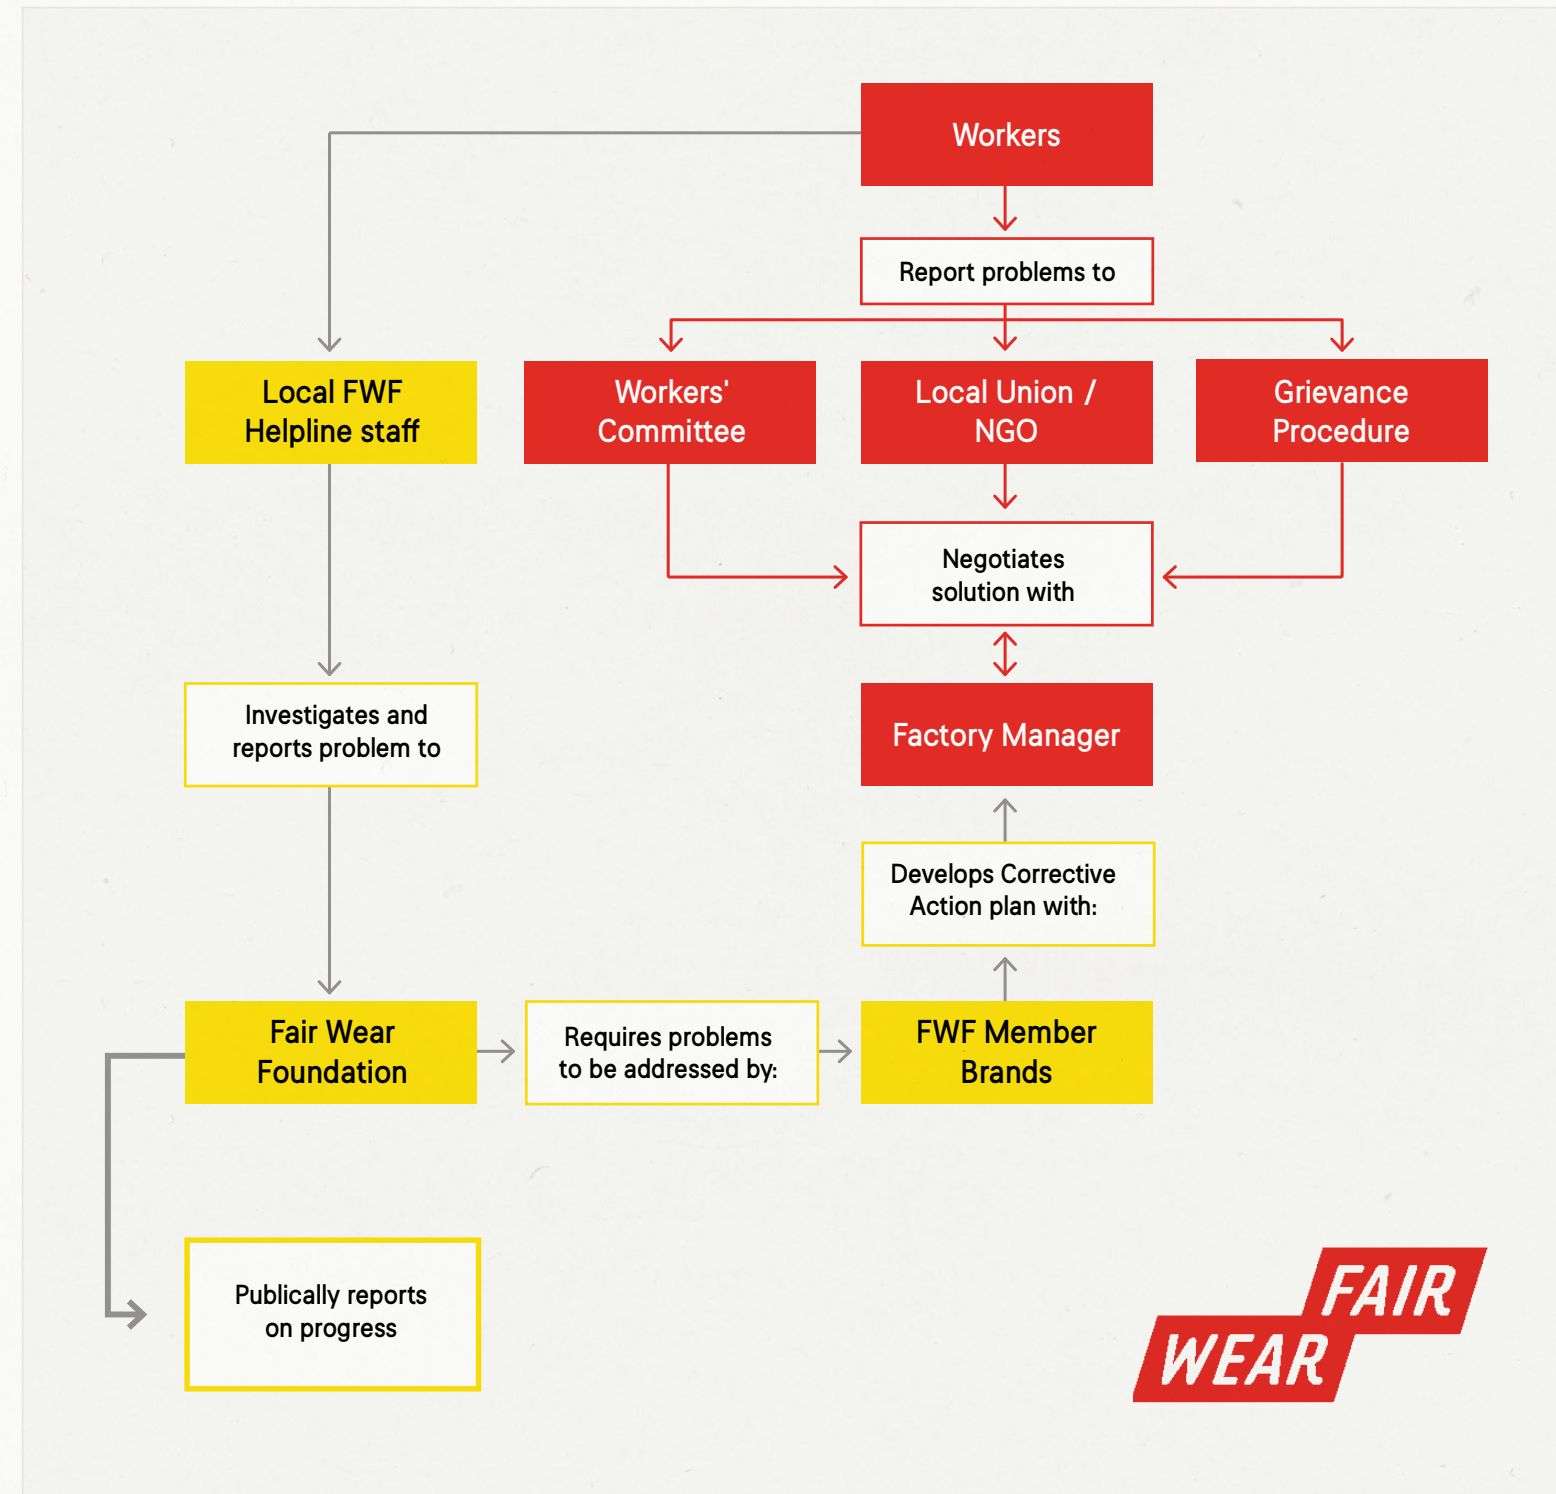 Workers
Report problems to
Local FWF
Helpline staff
Workers'
Committee
Local Union /
NGO
Grievance
Procedure
Negotiates
solution with
Investigates and
reports problem to
Factory Manager
Develops Corrective
Action plan with:
Fair Wear
Foundation
Requires problems
to be addressed by:
FWF Member
Brands
Publically reports
on progress
FAIR
WEAR